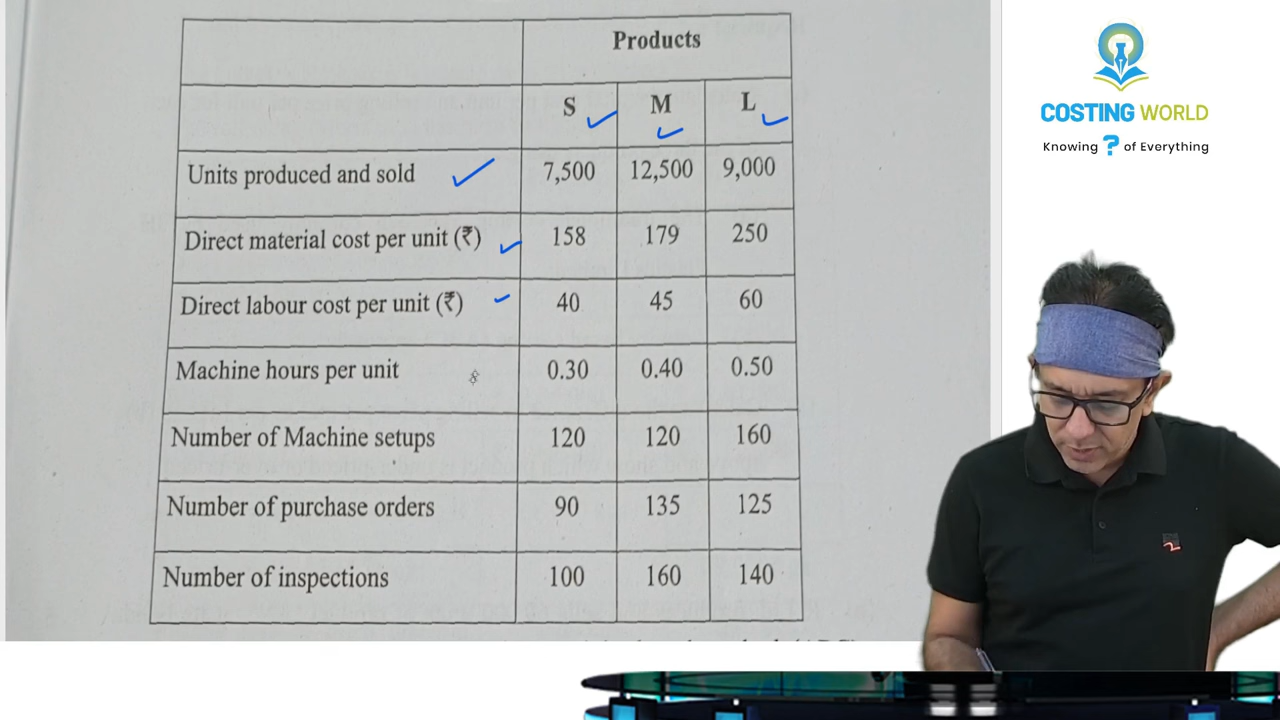 Products
S M L
Units produced and sold 7,500 12,500 9,000
Direct material cost per unit (₹) 158 179 250
Direct labour cost per unit (₹) 40 45 60
Machine hours per unit 0.30 0.40 0.50
Number of Machine setups 120 120 160
Number of purchase orders 90 135 125
Number of inspections 100 160 140
COSTING WORLD
Knowing ? of Everything